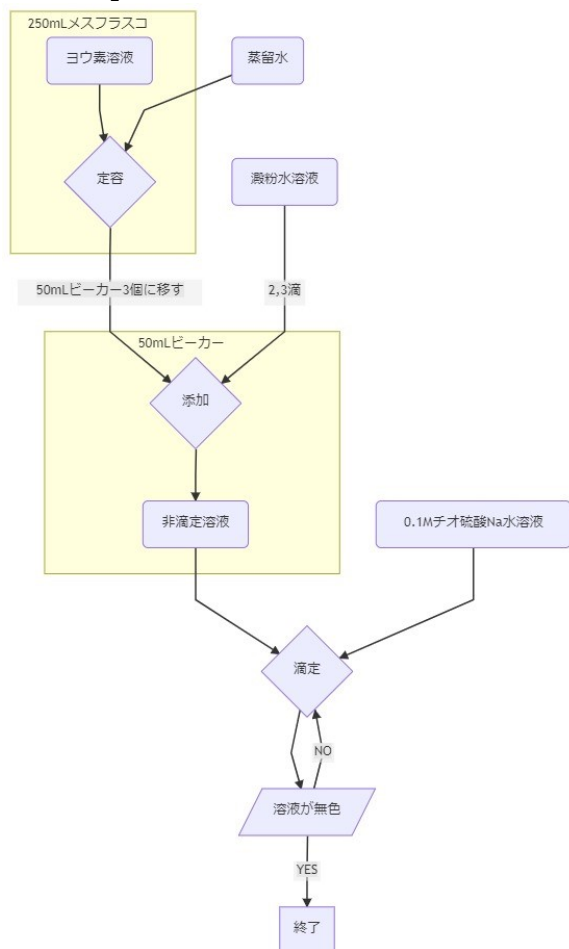 250mLメスフラスコ
ヨウ素溶液
蒸留水
定容
澱粉水溶液
50mLビーカー3個に移す
2,3滴
50mLビーカー
添加
非滴定溶液
0.1Mチオ硫酸Na水溶液
滴定
NO
溶液が無色
YES
終了